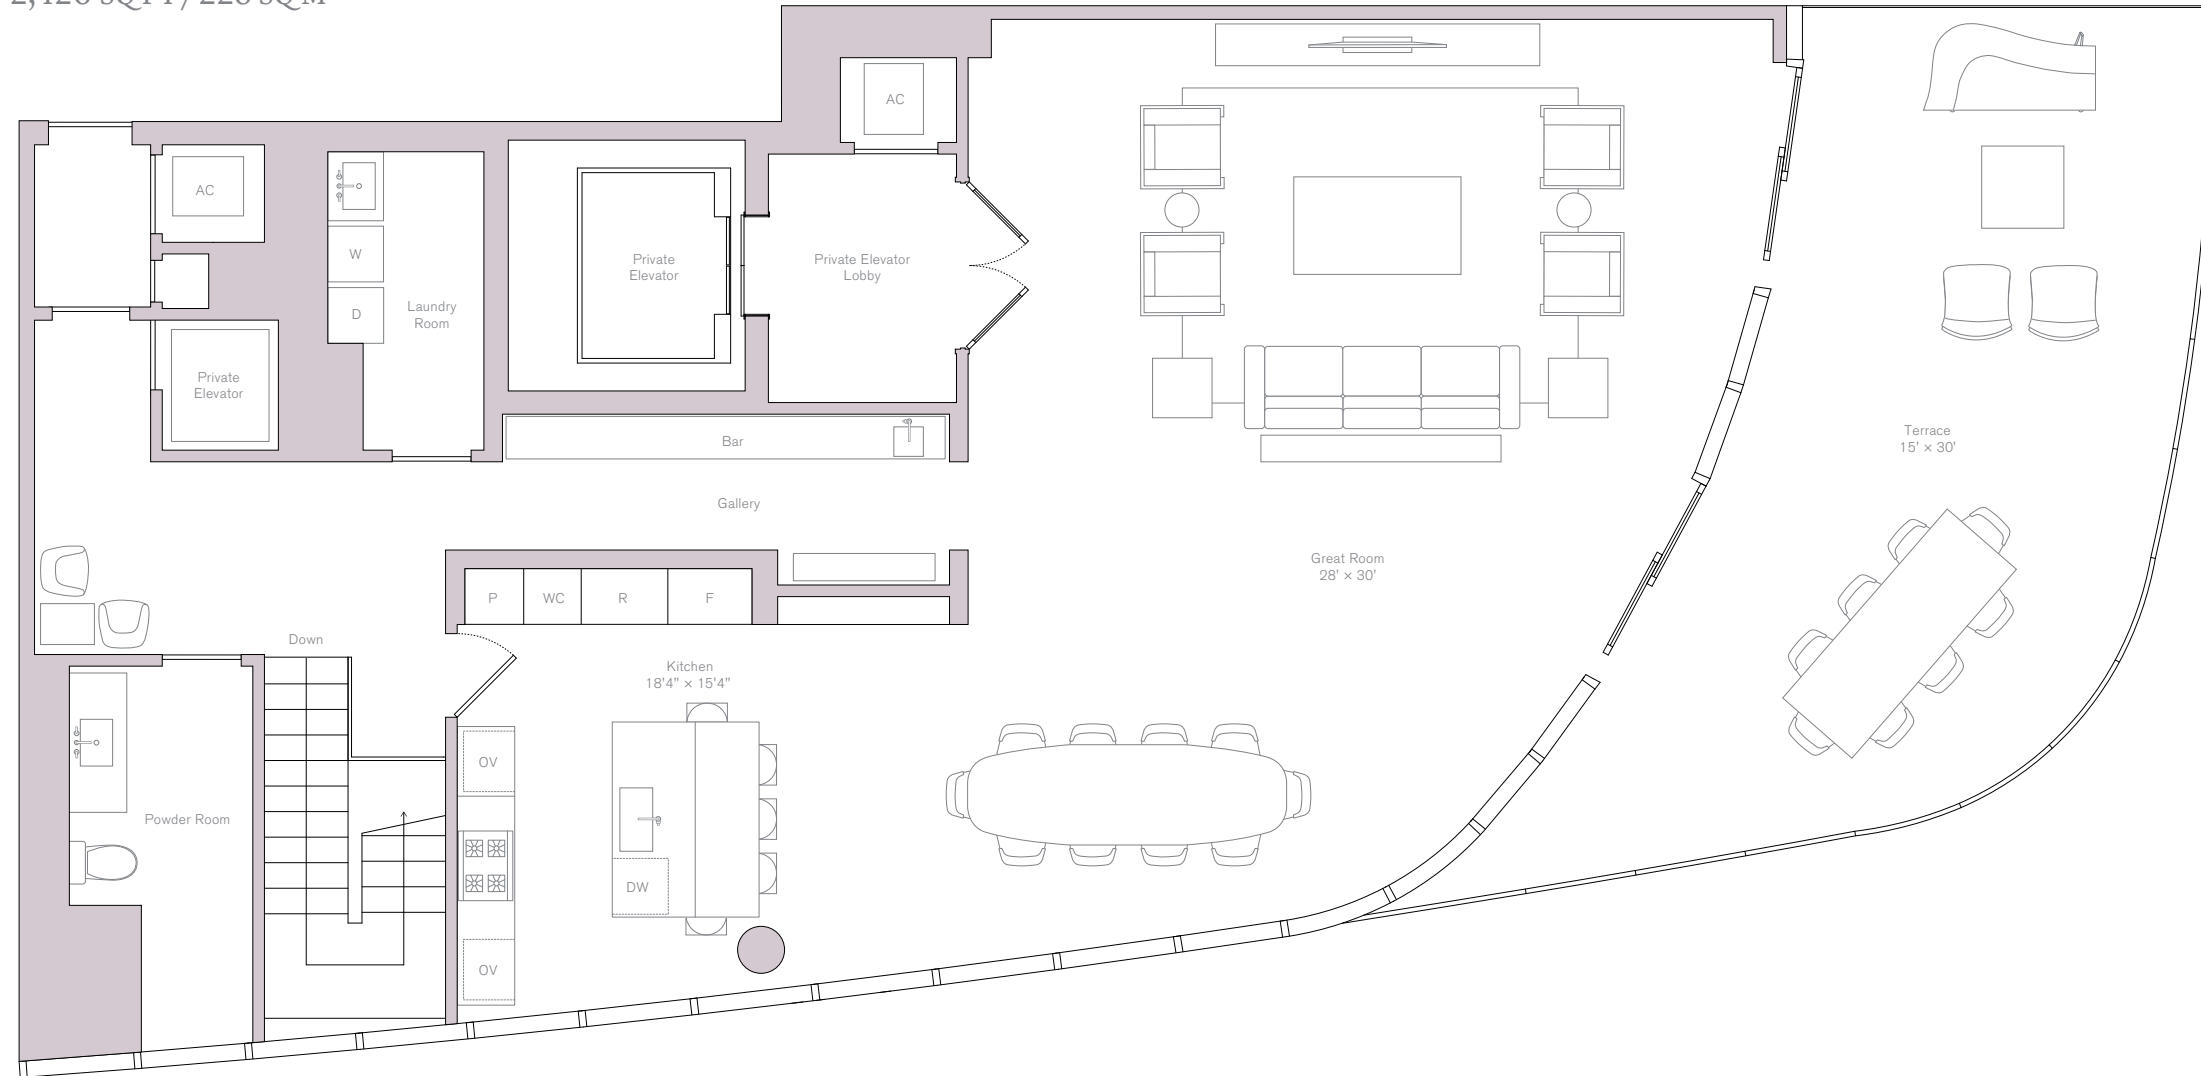 AC
AC
W
D
Laundry
Room
Private
Elevator
Private Elevator
Lobby
Private
Elevator
Bar
Terrace
15' × 30'
Gallery
Great Room
28' × 30'
P
WC
R
F
Down
Kitchen
18'4" × 15'4"
OV
Powder Room
DW
OV